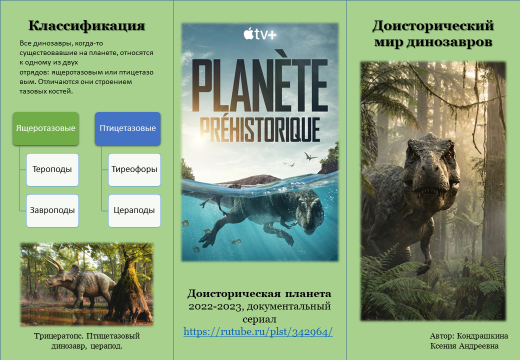 Классификация
Все динозавры, когда-то
существовавшие на планете, относятся
к одному из двух
отрядов: ящеротазовым или птицетазо
вым. Отличаются они строением
тазовых костей.
Ящеротазовые
Птицетазовые
Тероподы
Тиреофоры
Завроподы
Цераподы
Трицератопс. Птицетазовый
динозавр, церапод.
tv+
PLANÈTE
PRÉHISTORIQUE
Доисторическая планета
2022-2023, документальный
сериал
https://rutube.ru/plst/342964/
Доисторический
мир динозавров
Автор: Кондрашкина
Ксения Андреевна